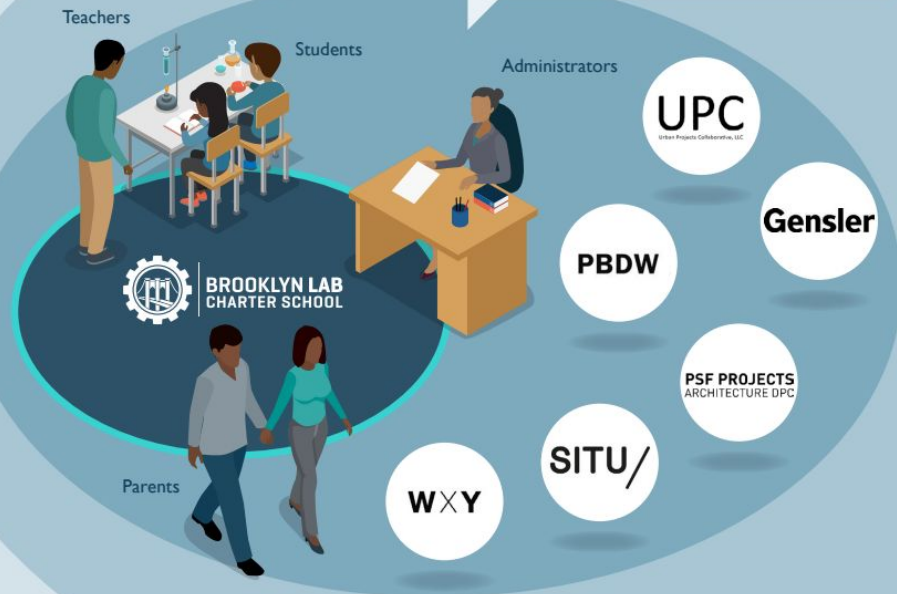 Teachers
Students
Administrators
UPC
Urban Projects Collaborative, LLC
Gensler
PBDW
BROOKLYN LAB
CHARTER SCHOOL
PSF PROJECTS
ARCHITECTURE DPC
SITU/
Parents
WXY